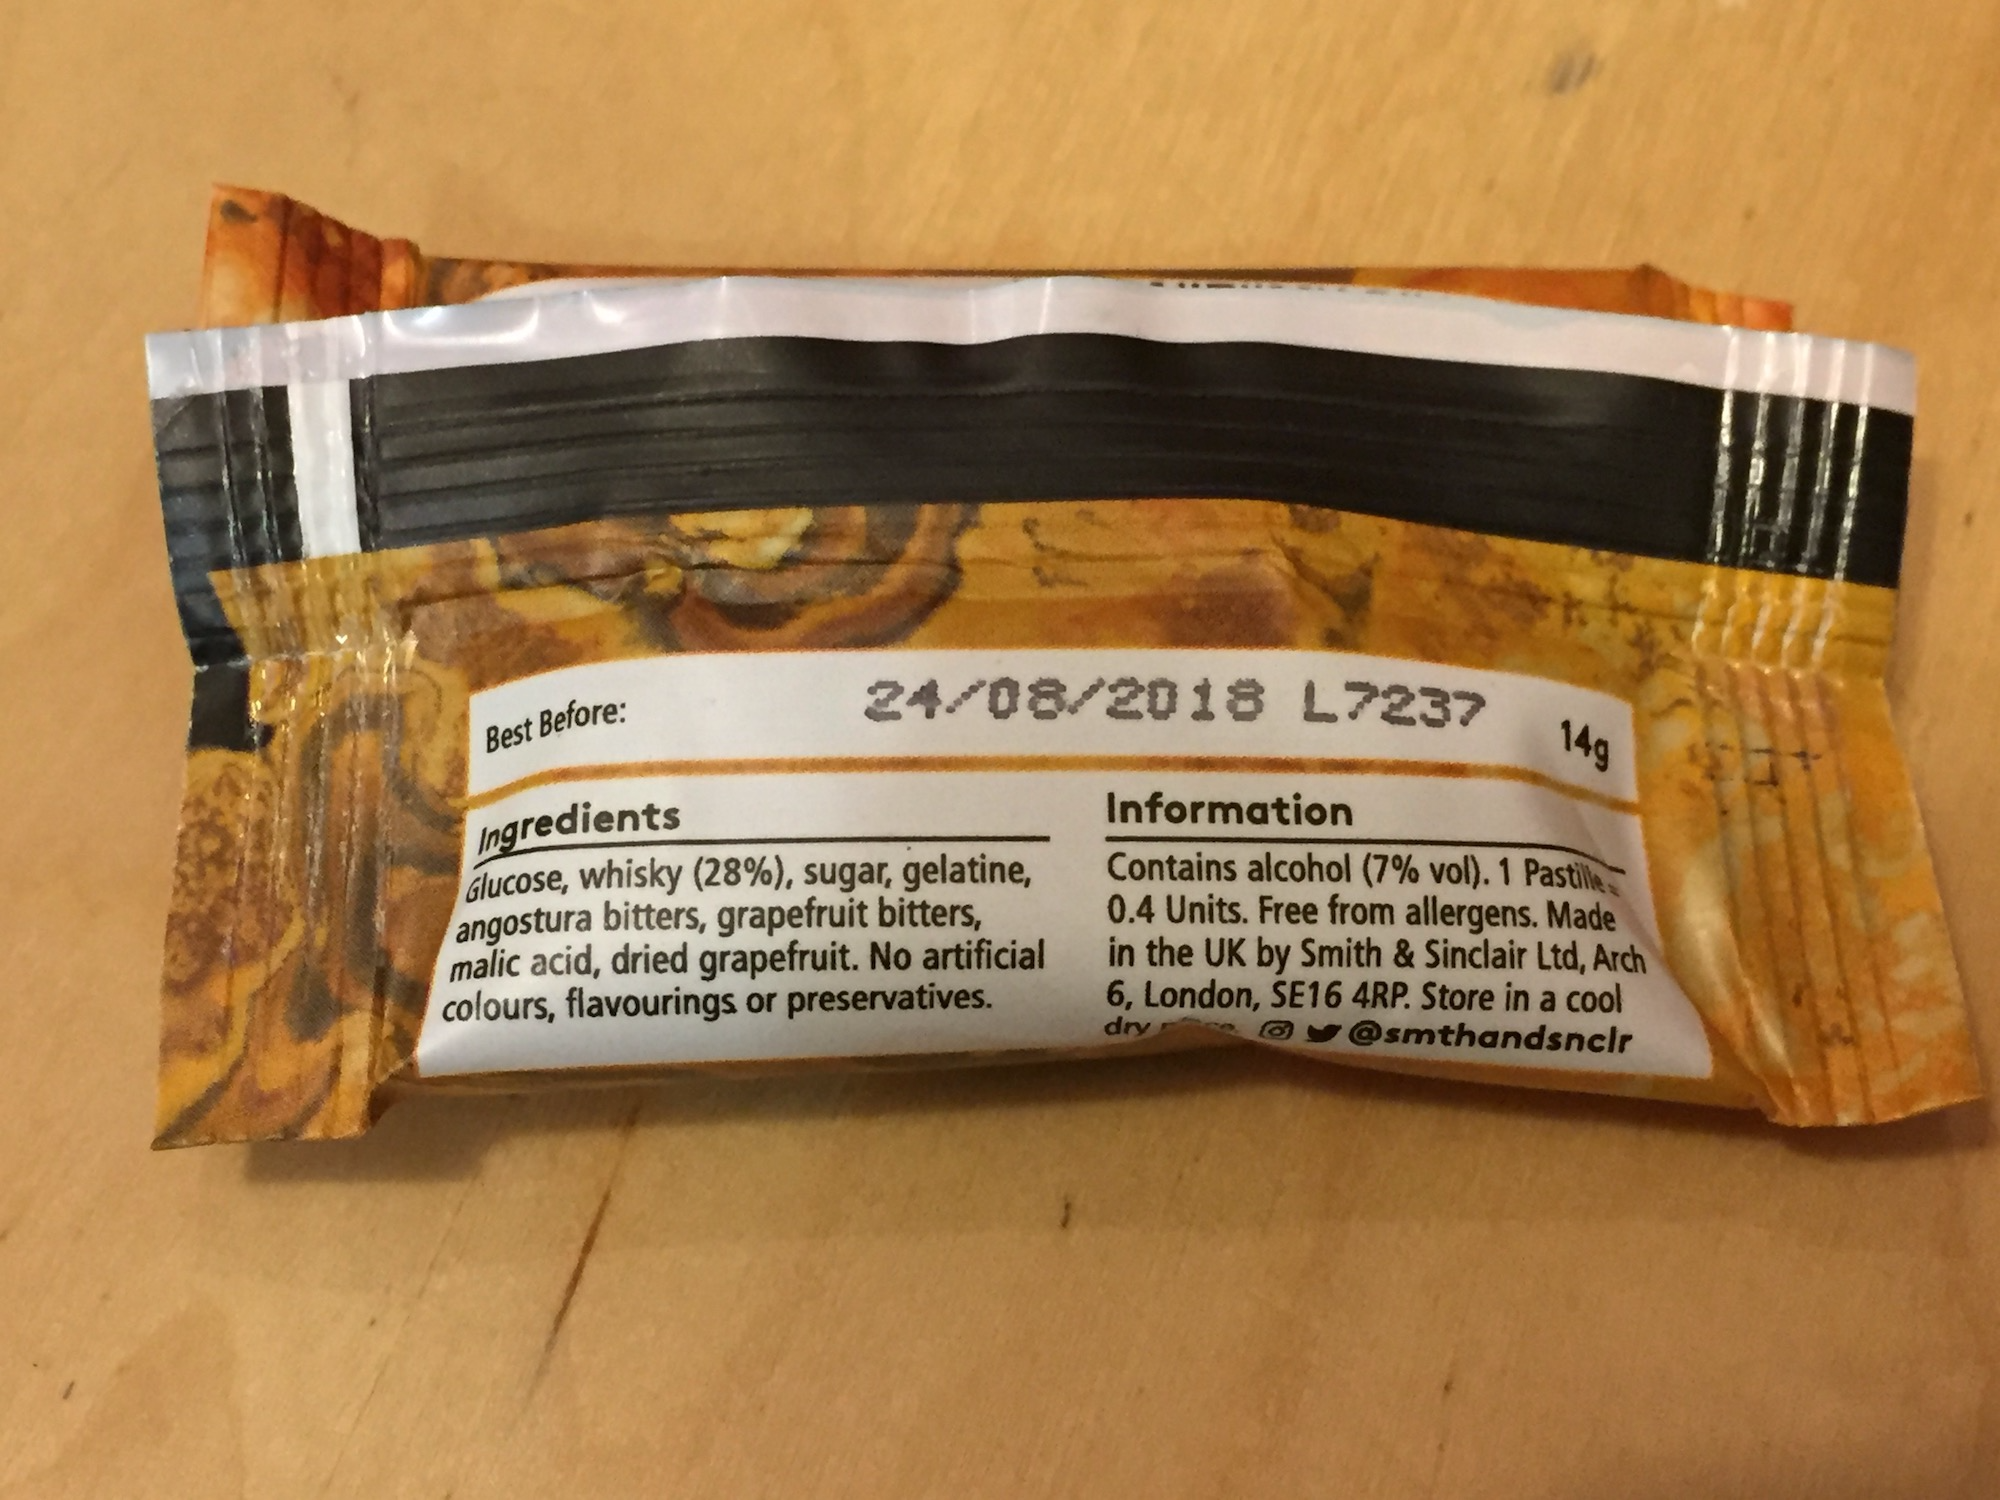 Best Before: 24/08/2018 L7237 14g
Ingredients
Glucose, whisky (28%), sugar, gelatine,
angostura bitters, grapefruit bitters,
malic acid, dried grapefruit. No artificial
colours, flavourings or preservatives.
Information
Contains alcohol (7% vol). 1 Pastille =
0.4 Units. Free from allergens. Made
in the UK by Smith & Sinclair Ltd, Arch
6, London, SE16 4RP. Store in a cool
dry @smthandsnclr